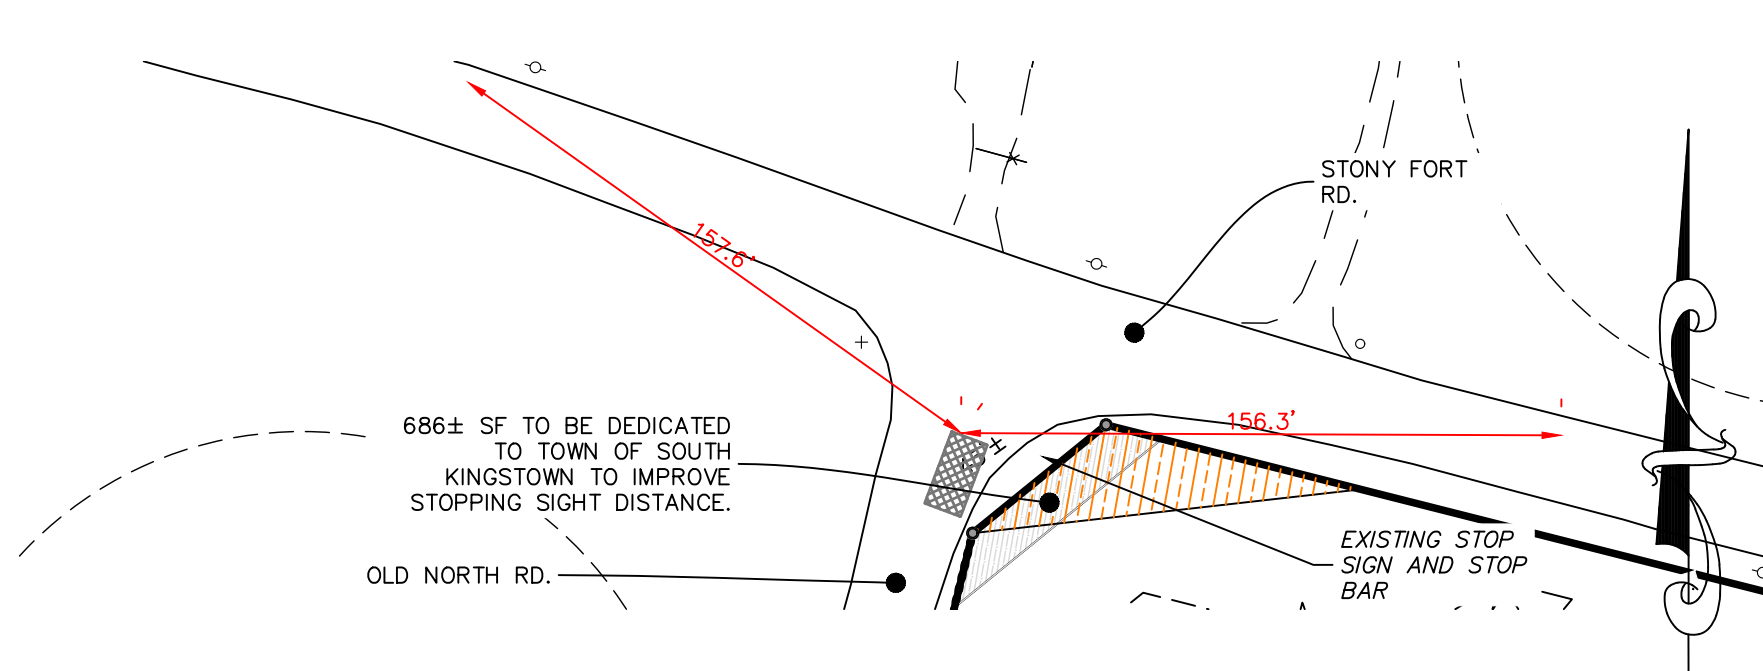 STONY FORT
RD.
157.6'
156.3'
686± SF TO BE DEDICATED
TO TOWN OF SOUTH
KINGSTOWN TO IMPROVE
STOPPING SIGHT DISTANCE.
EXISTING STOP
SIGN AND STOP
BAR
OLD NORTH RD.